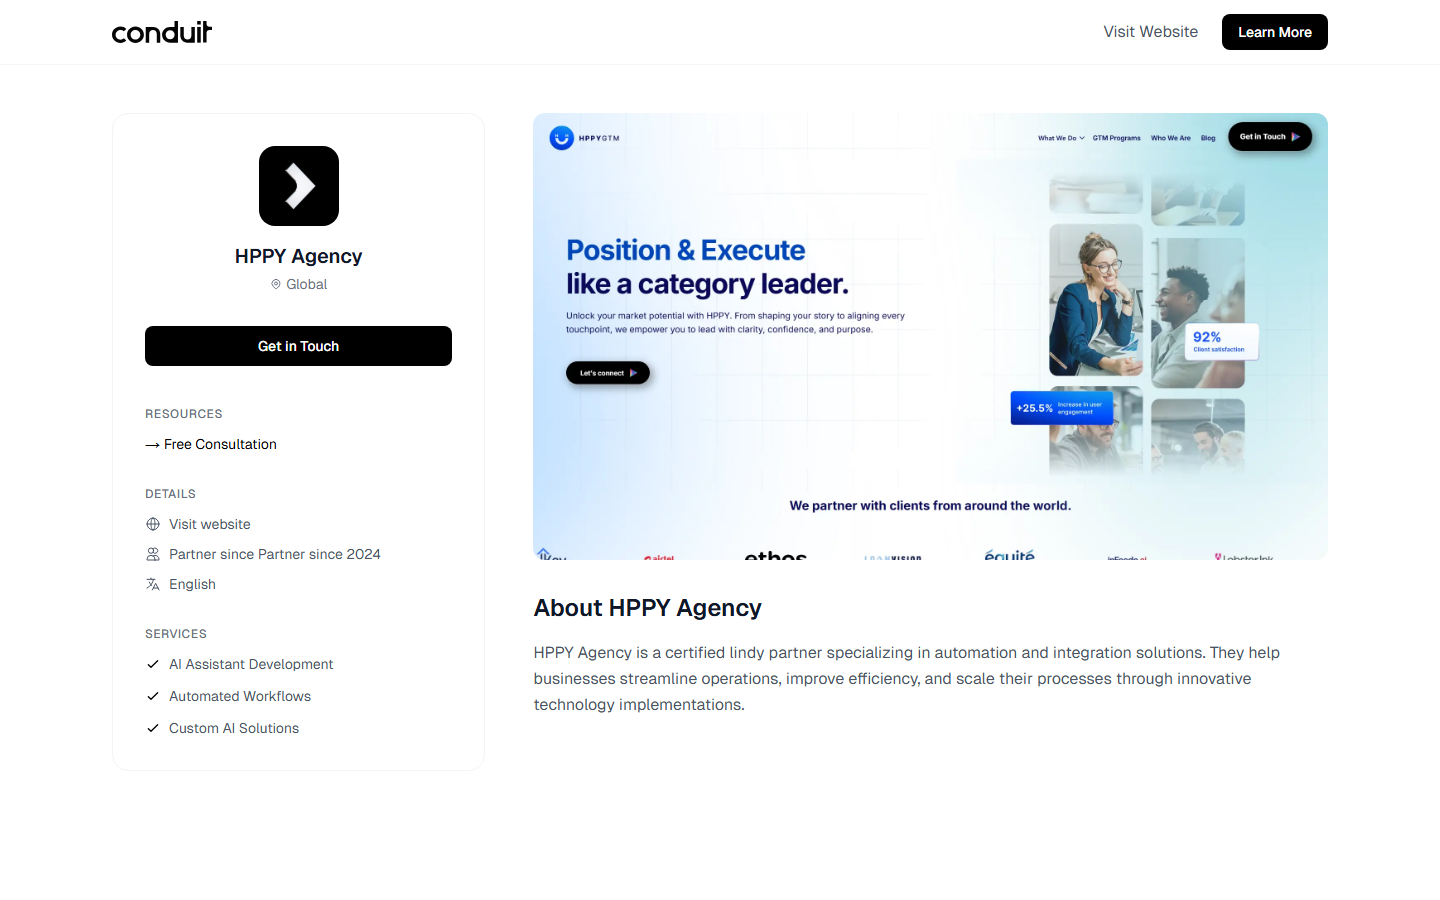 conduit
Visit Website
Learn More
HPPY Agency
Global
Get in Touch
RESOURCES
→ Free Consultation
DETAILS
Visit website
Partner since Partner since 2024
English
SERVICES
AI Assistant Development
Automated Workflows
Custom AI Solutions
HPPYGTM
What We Do
GTM Programs
Who We Are
Blog
Get in Touch
Position & Execute
like a category leader.
Unlock your market potential with HPPY. From shaping your story to aligning every
touchpoint, we empower you to lead with clarity, confidence, and purpose.
Let's connect
92%
Client satisfaction
+25.5%
Increase in user
engagement
We partner with clients from around the world.
airtel
ethos
équité
Lobster Ink
About HPPY Agency
HPPY Agency is a certified lindy partner specializing in automation and integration solutions. They help
businesses streamline operations, improve efficiency, and scale their processes through innovative
technology implementations.